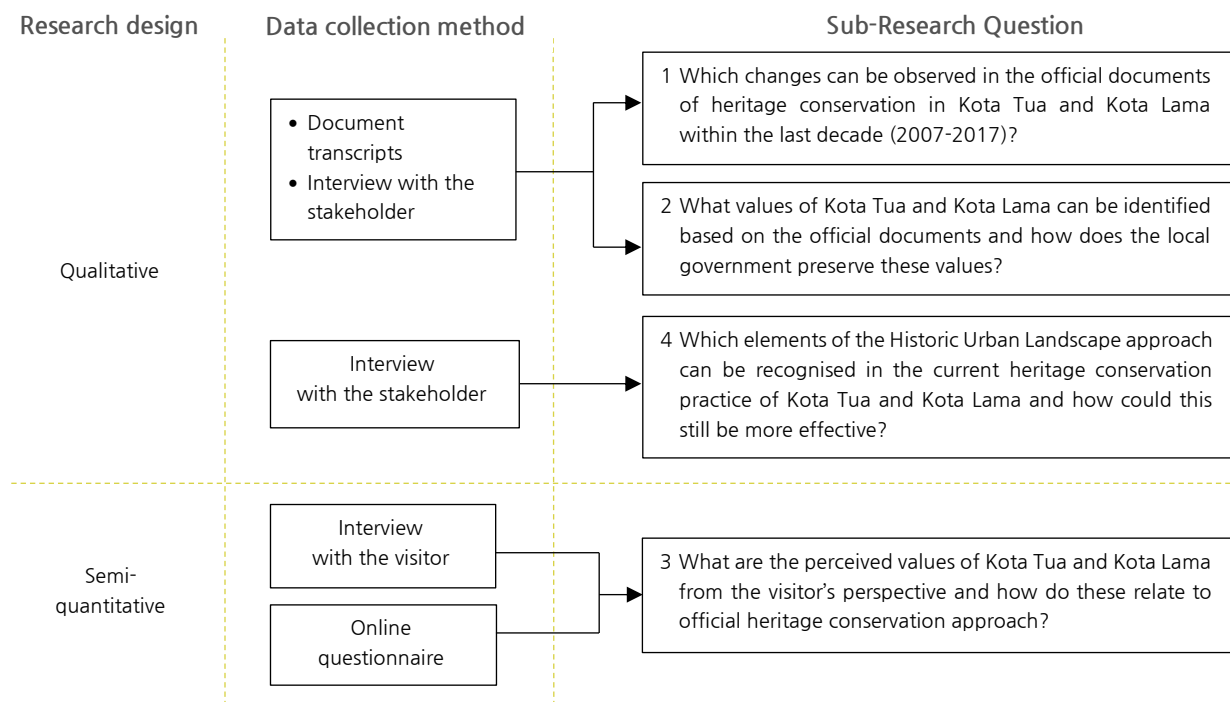 Research design
Data collection method
Sub-Research Question
Qualitative
• Document
transcripts
• Interview with the
stakeholder
1 Which changes can be observed in the official documents
of heritage conservation in Kota Tua and Kota Lama
within the last decade (2007-2017)?
2 What values of Kota Tua and Kota Lama can be identified
based on the official documents and how does the local
government preserve these values?
Interview
with the stakeholder
4 Which elements of the Historic Urban Landscape approach
can be recognised in the current heritage conservation
practice of Kota Tua and Kota Lama and how could this
still be more effective?
Semi-
quantitative
Interview
with the visitor
Online
questionnaire
3 What are the perceived values of Kota Tua and Kota Lama
from the visitor's perspective and how do these relate to
official heritage conservation approach?